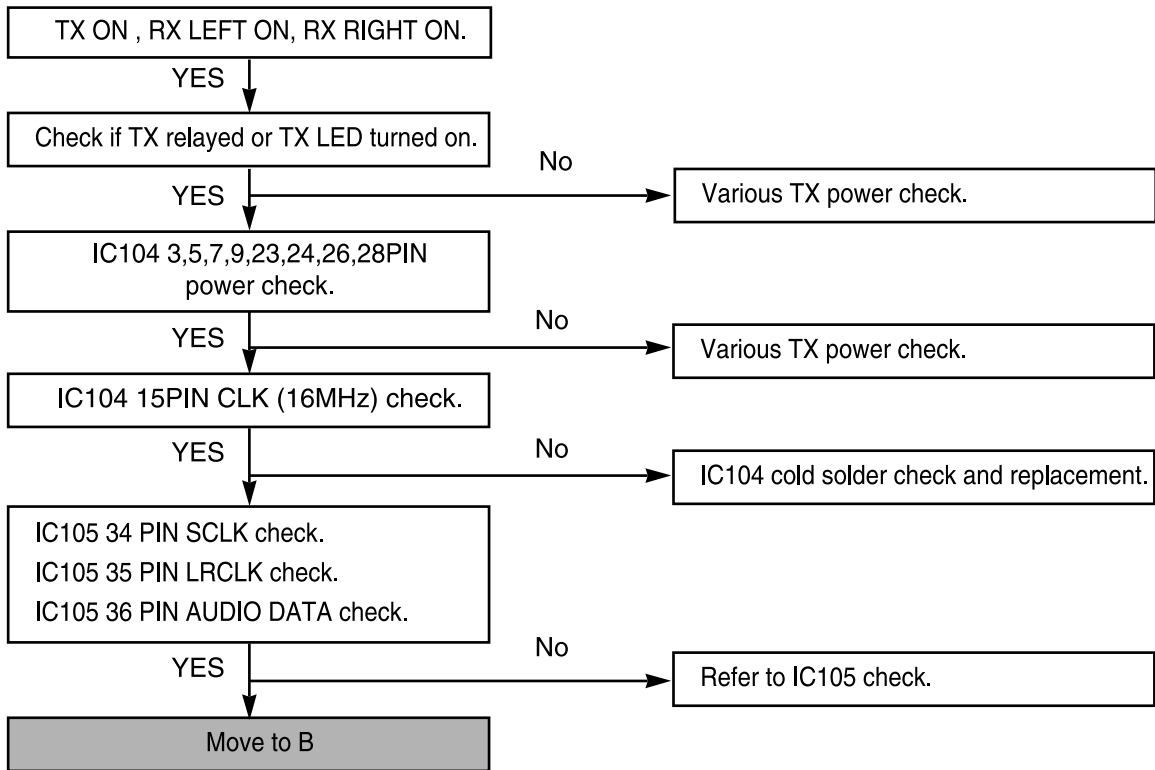 TX ON , RX LEFT ON, RX RIGHT ON.
YES
Check if TX relayed or TX LED turned on.
No
YES
Various TX power check.
IC104 3,5,7,9,23,24,26,28PIN
power check.
No
YES
Various TX power check.
IC104 15PIN CLK (16MHz) check.
No
YES
IC104 cold solder check and replacement.
IC105 34 PIN SCLK check.
IC105 35 PIN LRCLK check.
IC105 36 PIN AUDIO DATA check.
No
YES
Refer to IC105 check.
Move to B